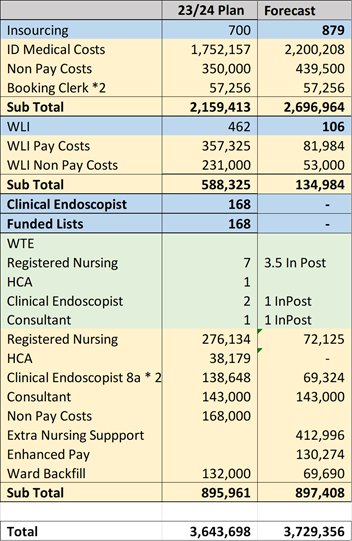 23/24 Plan Forecast
Insourcing 700 879
ID Medical Costs 1,752,157 2,200,208
Non Pay Costs 350,000 439,500
Booking Clerk *2 57,256 57,256
Sub Total 2,159,413 2,696,964
WLI 462 106
WLI Pay Costs 357,325 81,984
WLI Non Pay Costs 231,000 53,000
Sub Total 588,325 134,984
Clinical Endoscopist 168 -
Funded Lists 168 -
WTE
Registered Nursing 7 3.5 In Post
HCA 1
Clinical Endoscopist 2 1 InPost
Consultant 1 1 InPost
Registered Nursing 276,134 72,125
HCA 38,179 -
Clinical Endoscopist 8a * 2 138,648 69,324
Consultant 143,000 143,000
Non Pay Costs 168,000
Extra Nursing Suppport 412,996
Enhanced Pay 130,274
Ward Backfill 132,000 69,690
Sub Total 895,961 897,408
Total 3,643,698 3,729,356